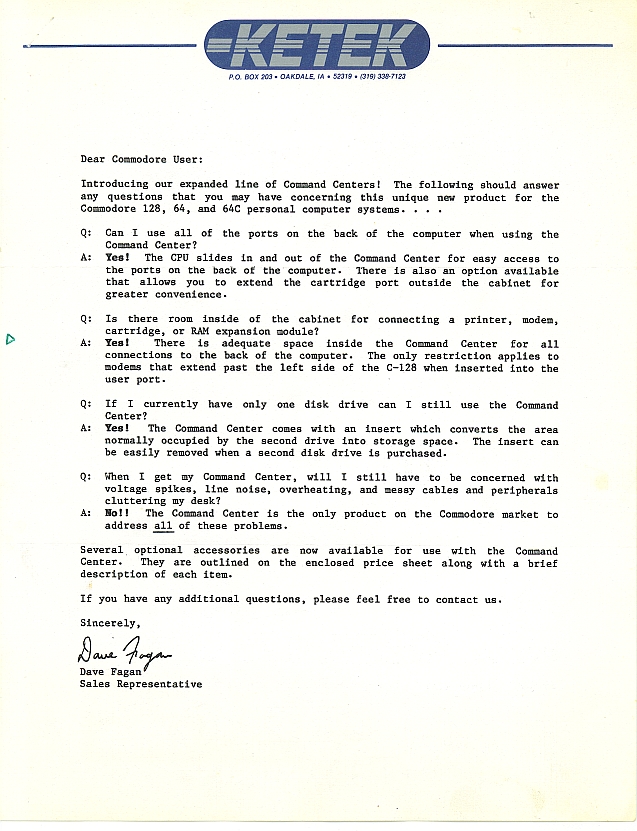 KETEK
P.O. BOX 203 • OAKDALE, IA • 52319 • (319) 338-7123
Dear Commodore User:
Introducing our expanded line of Command Centers! The following should answer
any questions that you may have concerning this unique new product for the
Commodore 128, 64, and 64C personal computer systems. . . .
Q: Can I use all of the ports on the back of the computer when using the
Command Center?
A: Yes! The CPU slides in and out of the Command Center for easy access to
the ports on the back of the computer. There is also an option available
that allows you to extend the cartridge port outside the cabinet for
greater convenience.
Q: Is there room inside of the cabinet for connecting a printer, modem,
cartridge, or RAM expansion module?
A: Yes! There is adequate space inside the Command Center for all
connections to the back of the computer. The only restriction applies to
modems that extend past the left side of the C-128 when inserted into the
user port.
Q: If I currently have only one disk drive can I still use the Command
Center?
A: Yes! The Command Center comes with an insert which converts the area
normally occupied by the second drive into storage space. The insert can
be easily removed when a second disk drive is purchased.
Q: When I get my Command Center, will I still have to be concerned with
voltage spikes, line noise, overheating, and messy cables and peripherals
cluttering my desk?
A: No!! The Command Center is the only product on the Commodore market to
address all of these problems.
Several optional accessories are now available for use with the Command
Center. They are outlined on the enclosed price sheet along with a brief
description of each item.
If you have any additional questions, please feel free to contact us.
Sincerely,
Dave Fagan
Dave Fagan
Sales Representative